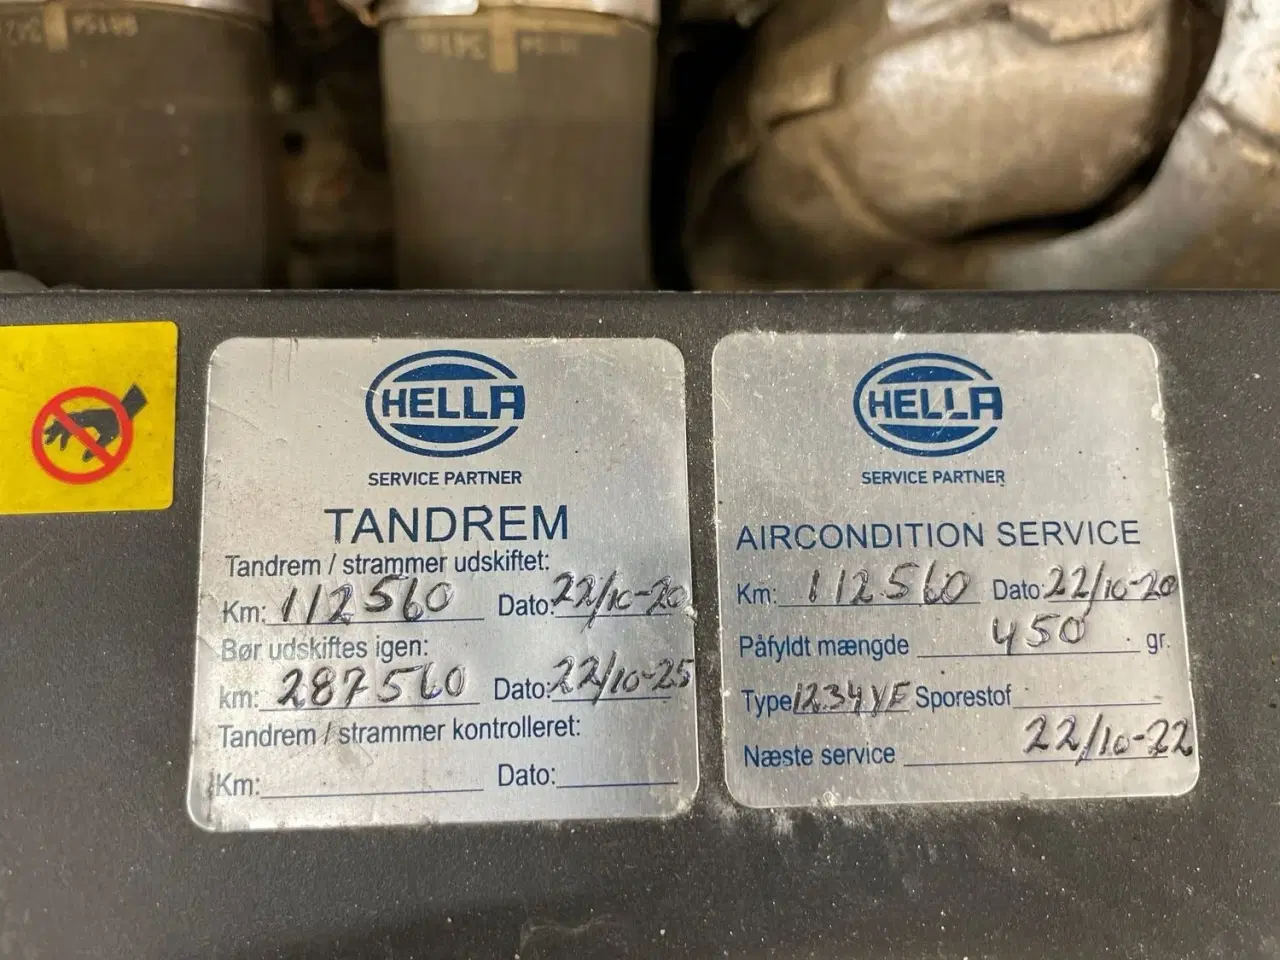 HELLA
SERVICE PARTNER
TANDREM
Tandrem / strammer udskiftet:
Km: 112560 Dato: 22/10-20
Bør udskiftes igen:
km: 287560 Dato: 22/10-25
Tandrem / strammer kontrolleret:
Km: Dato:
HELLA
SERVICE PARTNER
AIRCONDITION SERVICE
Km: 112560 Dato: 22/10-20
Påfyldt mængde 450 gr.
Type 1234YF Sporestof
Næste service 22/10-22